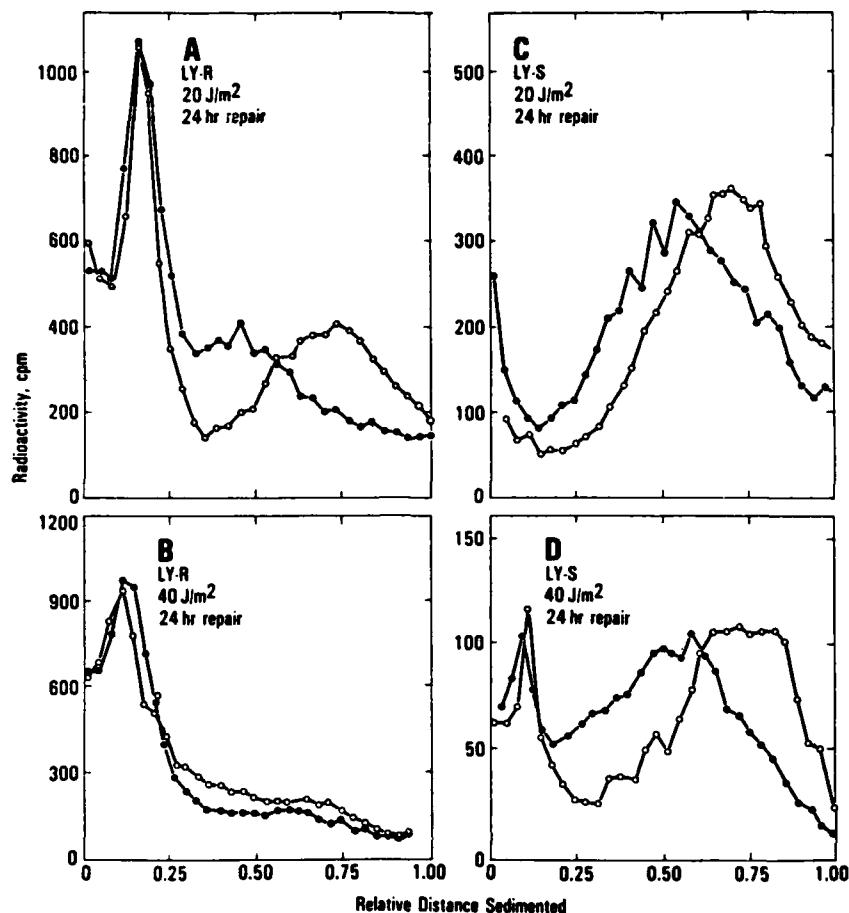 A
LY-R
20 J/m²
24 hr repair
1000
800
600
400
200
0
C
LY-S
20 J/m²
24 hr repair
500
400
300
200
100
0
Radioactivity, cpm
B
LY-R
40 J/m²
24 hr repair
1200
900
600
300
0
0 0.25 0.50 0.75 1.00
D
LY-S
40 J/m²
24 hr repair
150
100
50
0
0 0.25 0.50 0.75 1.00
Relative Distance Sedimented